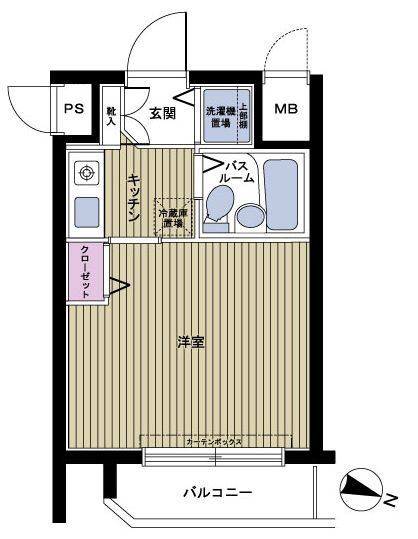 PS
靴入
玄関
洗濯機
置場
上部棚
MB
キッチン
バス
ルーム
冷蔵庫
置場
クローゼット
洋室
カーテンボックス
バルコニー
N